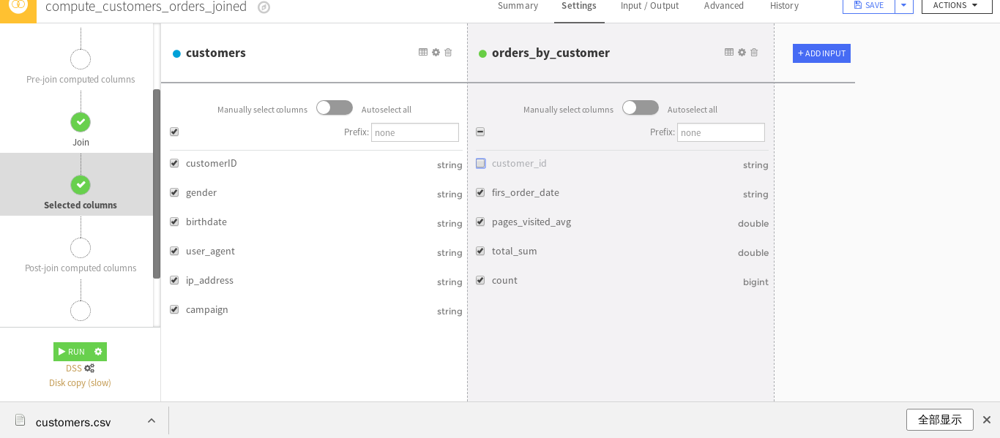 compute_customers_orders_joined
Summary Settings Input / Output Advanced History SAVE ACTIONS
Pre-join computed columns
Join
Selected columns
Post-join computed columns
RUN
DSS
Disk copy (slow)
customers
Manually select columns Autoselect all
Prefix: none
customerID string
gender string
birthdate string
user_agent string
ip_address string
campaign string
orders_by_customer
Manually select columns Autoselect all
Prefix: none
customer_id string
firs_order_date string
pages_visited_avg double
total_sum double
count bigint
+ ADD INPUT
customers.csv
全部显示